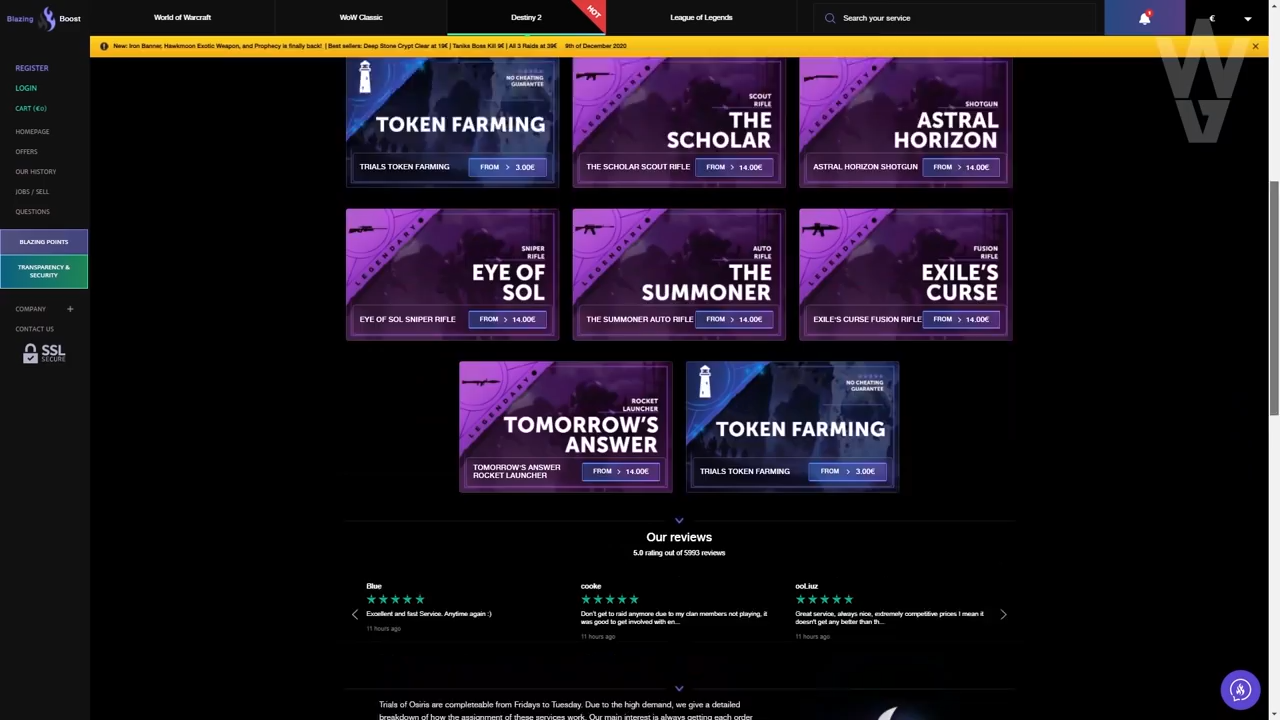 Blazing Boost
World of Warcraft
WoW Classic
Destiny 2
HOT
League of Legends
Search your service
€
New: Iron Banner, Hawkmoon Exotic Weapon, and Prophecy is finally back! | Best sellers: Deep Stone Crypt Clear at 19€ | Taniks Boss Kill 9€ | All 3 Raids at 39€ 9th of December 2020
W
G
REGISTER
LOGIN
CART (€0)
HOMEPAGE
OFFERS
OUR HISTORY
JOBS / SELL
QUESTIONS
BLAZING POINTS
TRANSPARENCY &
SECURITY
COMPANY +
CONTACT US
SSL
SECURE
NO CHEATING
GUARANTEE
TOKEN FARMING
TRIALS TOKEN FARMING
FROM > 3.00€
LEGENDARY
SCOUT
RIFLE
THE
SCHOLAR
THE SCHOLAR SCOUT RIFLE
FROM > 14.00€
LEGENDARY
SHOTGUN
ASTRAL
HORIZON
ASTRAL HORIZON SHOTGUN
FROM > 14.00€
LEGENDARY
SNIPER
RIFLE
EYE OF
SOL
EYE OF SOL SNIPER RIFLE
FROM > 14.00€
LEGENDARY
AUTO
RIFLE
THE
SUMMONER
THE SUMMONER AUTO RIFLE
FROM > 14.00€
LEGENDARY
FUSION
RIFLE
EXILE'S
CURSE
EXILE'S CURSE FUSION RIFLE
FROM > 14.00€
LEGENDARY
ROCKET
LAUNCHER
TOMORROW'S
ANSWER
TOMORROW'S ANSWER
ROCKET LAUNCHER
FROM > 14.00€
NO CHEATING
GUARANTEE
TOKEN FARMING
TRIALS TOKEN FARMING
FROM > 3.00€
Our reviews
5.0 rating out of 5993 reviews
Blue
Excellent and fast Service. Anytime again :)
11 hours ago
cooke
Don't get to raid anymore due to my clan members not playing, it
was good to get involved with en...
11 hours ago
ooLiuz
Great service, always nice, extremely competitive prices I mean it
doesn't get any better than th...
11 hours ago
Trials of Osiris are completeable from Fridays to Tuesday. Due to the high demand, we give a detailed
breakdown of how the assignment of these services work. Our main interest is always getting each order